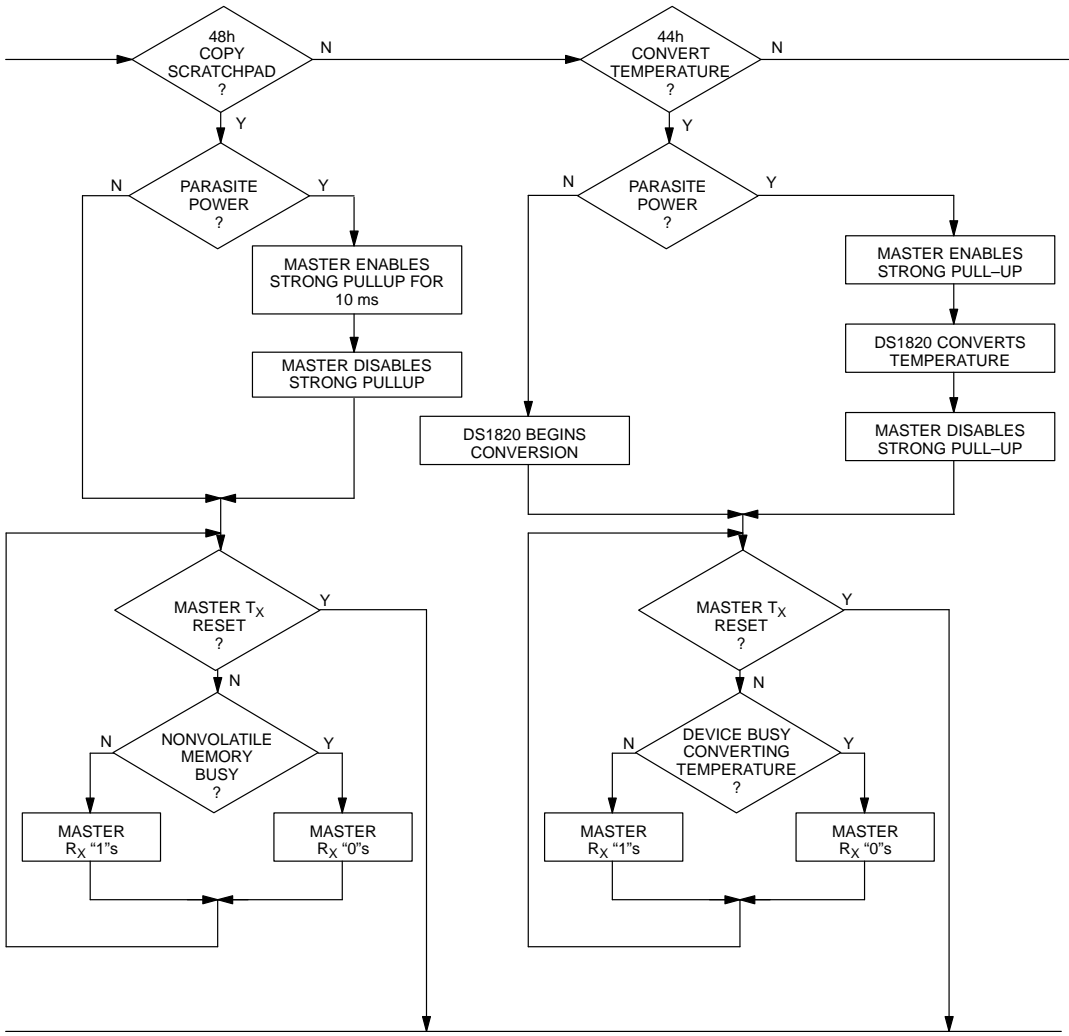 48h
COPY
SCRATCHPAD
?
N
Y
44h
CONVERT
TEMPERATURE
?
N
Y
N
PARASITE
POWER
?
Y
MASTER ENABLES
STRONG PULLUP FOR
10 ms
MASTER DISABLES
STRONG PULLUP
N
PARASITE
POWER
?
Y
MASTER ENABLES
STRONG PULL–UP
DS1820 CONVERTS
TEMPERATURE
MASTER DISABLES
STRONG PULL–UP
DS1820 BEGINS
CONVERSION
MASTER TX
RESET
?
Y
N
NONVOLATILE
MEMORY
BUSY
?
N
Y
MASTER
RX “1”s
MASTER
RX “0”s
MASTER TX
RESET
?
Y
N
DEVICE BUSY
CONVERTING
TEMPERATURE
?
N
Y
MASTER
RX “1”s
MASTER
RX “0”s